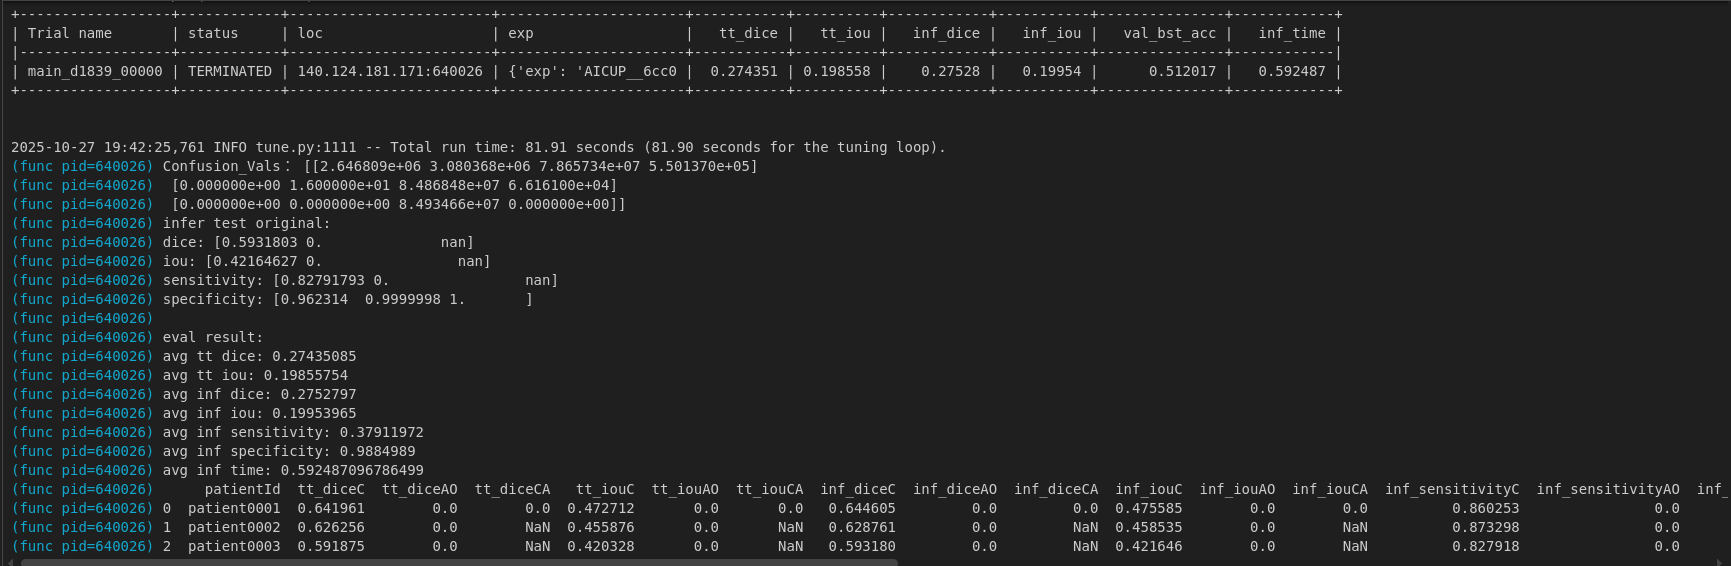 +------------------+------------+------------------------+----------------------+-----------+----------+------------+-----------+---------------+------------+
| Trial name       | status     | loc                    | exp                  |   tt_dice |   tt_iou |   inf_dice |   inf_iou |   val_bst_acc |   inf_time |
|------------------+------------+------------------------+----------------------+-----------+----------+------------+-----------+---------------+------------|
| main_d1839_00000 | TERMINATED | 140.124.181.171:640026 | {'exp': 'AICUP__6cc0 |  0.274351 | 0.198558 |    0.27528 |   0.19954 |      0.512017 |   0.592487 |
+------------------+------------+------------------------+----------------------+-----------+----------+------------+-----------+---------------+------------+
2025-10-27 19:42:25,761 INFO tune.py:1111 -- Total run time: 81.91 seconds (81.90 seconds for the tuning loop).
(func pid=640026) Confusion_Vals： [[2.646809e+06 3.080368e+06 7.865734e+07 5.501370e+05]
(func pid=640026)  [0.000000e+00 1.600000e+01 8.486848e+07 6.616100e+04]
(func pid=640026)  [0.000000e+00 0.000000e+00 8.493466e+07 0.000000e+00]]
(func pid=640026) infer test original:
(func pid=640026) dice: [0.5931803 0.              nan]
(func pid=640026) iou: [0.42164627 0.                nan]
(func pid=640026) sensitivity: [0.82791793 0.                nan]
(func pid=640026) specificity: [0.962314  0.9999998 1.       ]
(func pid=640026)
(func pid=640026) eval result:
(func pid=640026) avg tt dice: 0.27435085
(func pid=640026) avg tt iou: 0.19855754
(func pid=640026) avg inf dice: 0.2752797
(func pid=640026) avg inf iou: 0.19953965
(func pid=640026) avg inf sensitivity: 0.37911972
(func pid=640026) avg inf specificity: 0.9884989
(func pid=640026) avg inf time: 0.592487096786499
(func pid=640026)      patientId  tt_diceC  tt_diceAO  tt_diceCA   tt_iouC  tt_iouAO  tt_iouCA  inf_diceC  inf_diceAO  inf_diceCA  inf_iouC  inf_iouAO  inf_iouCA  inf_sensitivityC  inf_sensitivityAO  inf_
(func pid=640026) 0  patient0001  0.641961        0.0        0.0  0.472712       0.0       0.0   0.644605         0.0         0.0  0.475585        0.0        0.0          0.860253                0.0
(func pid=640026) 1  patient0002  0.626256        0.0        NaN  0.455876       0.0       NaN   0.628761         0.0         NaN  0.458535        0.0        NaN          0.873298                0.0
(func pid=640026) 2  patient0003  0.591875        0.0        NaN  0.420328       0.0       NaN   0.593180         0.0         NaN  0.421646        0.0        NaN          0.827918                0.0